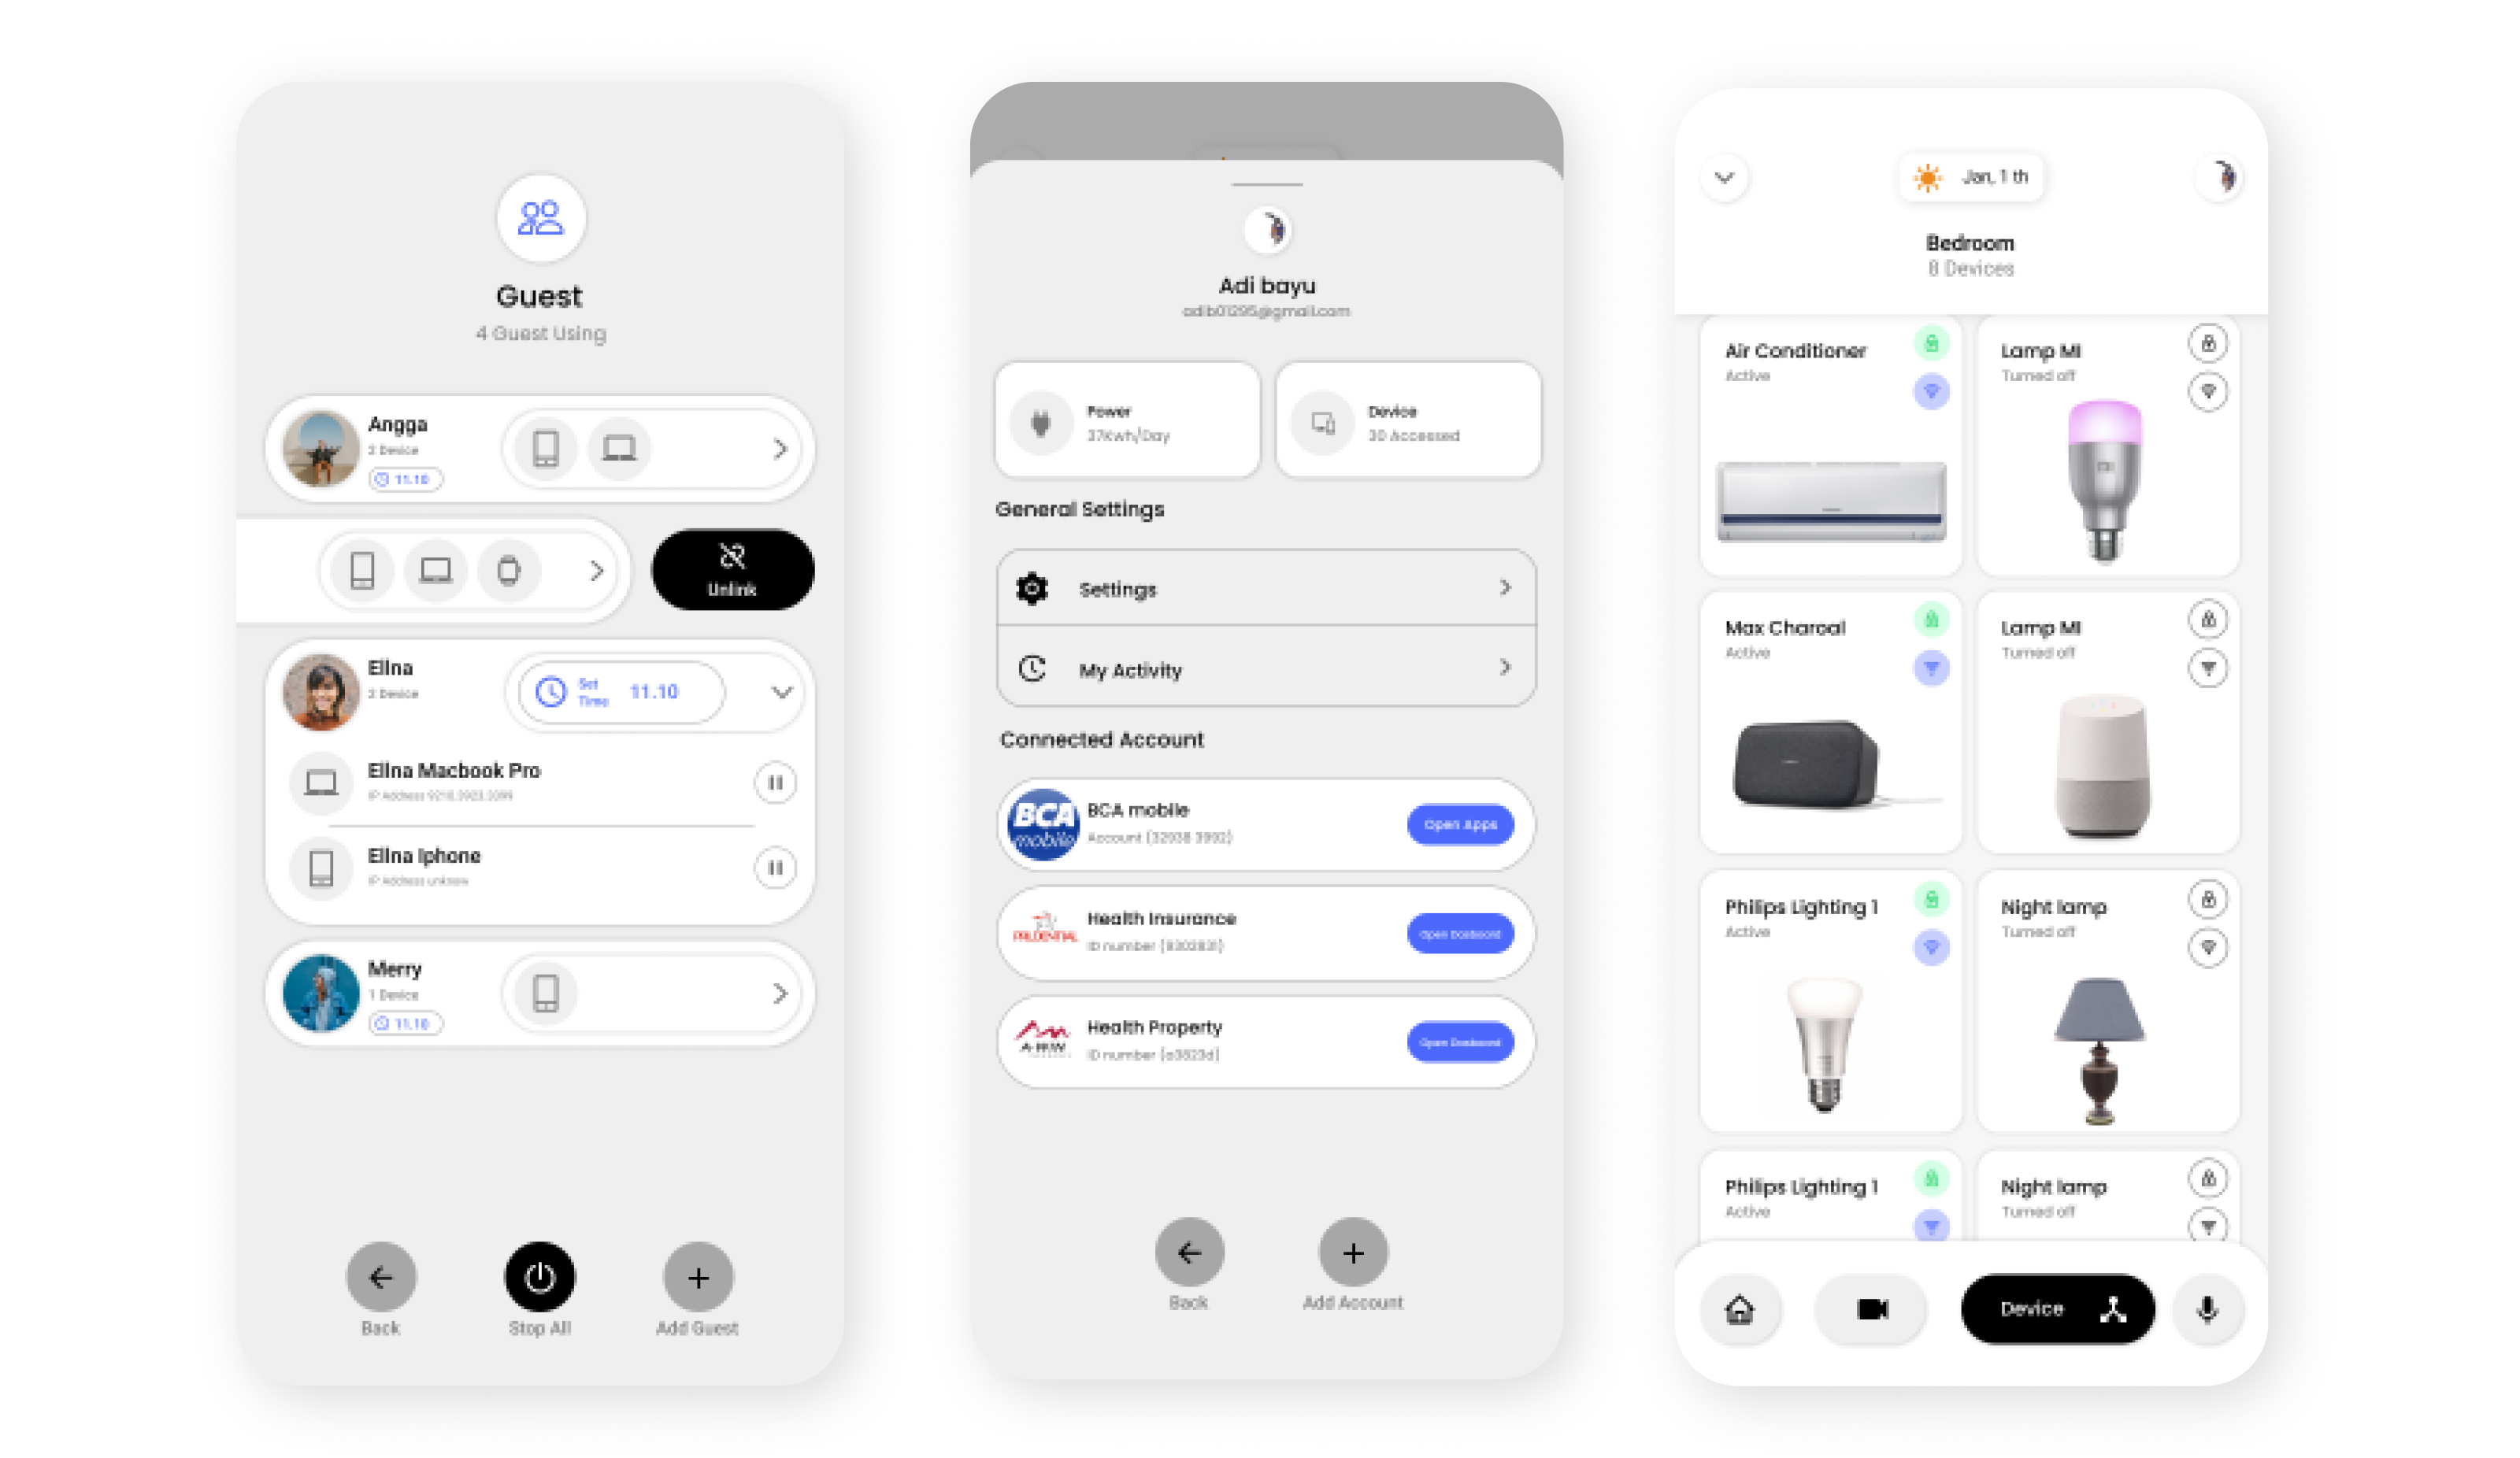 Guest
4 Guest Using
Angga
2 Device
11.10
Unlink
Elina
2 Device
Set
Time
11.10
Elina Macbook Pro
IP Address
Elina Iphone
IP Address unknow
Merry
1 Device
11.10
Back
Stop All
Add Guest
Adi bayu
adib01295@gmail.com
Power
37Kwh/Day
Device
30 Accessed
General Settings
Settings
My Activity
Connected Account
BCA
mobile
BCA mobile
Account (32938 3992)
Open Apps
PRUDENTIAL
Health Insurance
ID number (8302831)
Open
Health Property
ID number (a3823d)
Open
Back
Add Account
Jan, 1 th
Bedroom
8 Devices
Air Conditioner
Active
Lamp MI
Turned off
Max Charoal
Active
Lamp MI
Turned off
Philips Lighting 1
Active
Night lamp
Turned off
Philips Lighting 1
Active
Night lamp
Turned off
Device